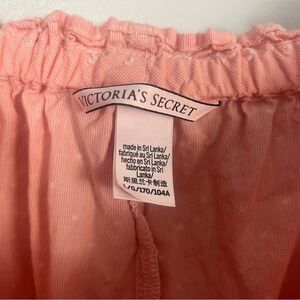 VICTORIA'S SECRET
made in Sri Lanka/
fabriqué au Sri Lanka/
hecho en Sri Lanka/
fabbricato in Sri
Lanka/
斯里兰卡制造
L/G/170/104A